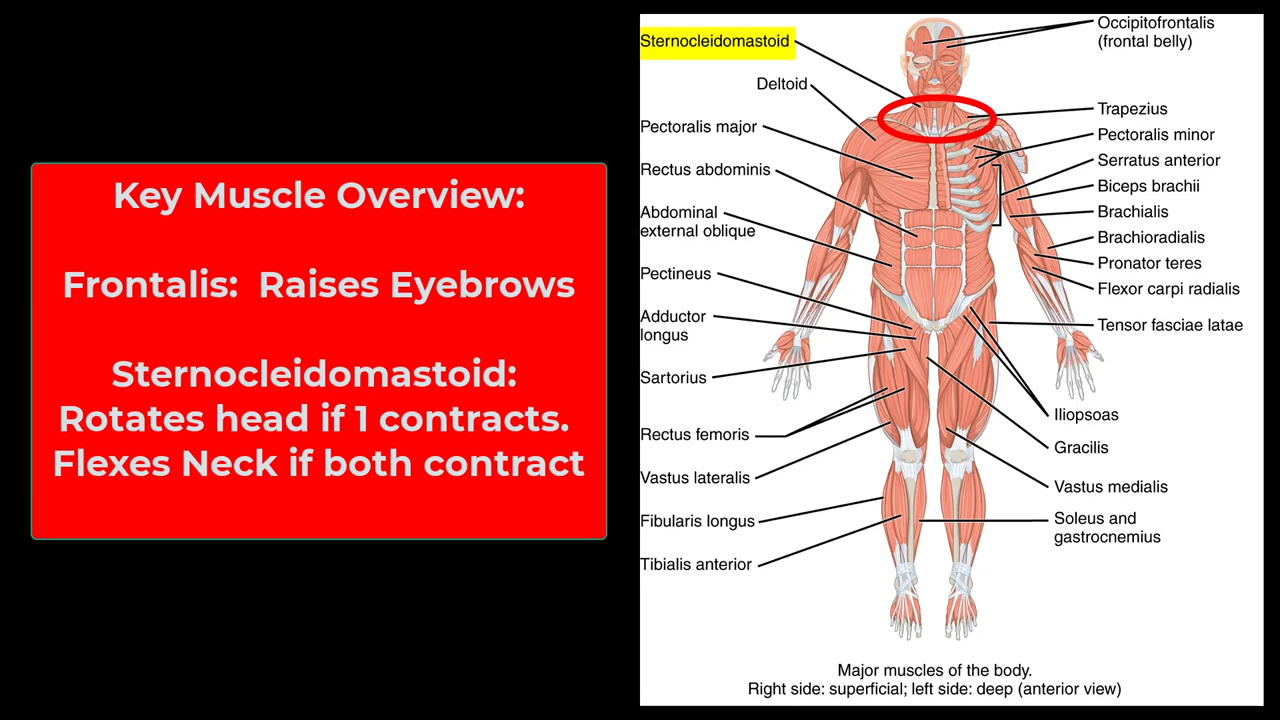 Key Muscle Overview:
Frontalis:  Raises Eyebrows
Sternocleidomastoid:
Rotates head if 1 contracts.
Flexes Neck if both contract
Sternocleidomastoid
Deltoid
Pectoralis major
Rectus abdominis
Abdominal
external oblique
Pectineus
Adductor
longus
Sartorius
Rectus femoris
Vastus lateralis
Fibularis longus
Tibialis anterior
Occipitofrontalis
(frontal belly)
Trapezius
Pectoralis minor
Serratus anterior
Biceps brachii
Brachialis
Brachioradialis
Pronator teres
Flexor carpi radialis
Tensor fasciae latae
Iliopsoas
Gracilis
Vastus medialis
Soleus and
gastrocnemius
Major muscles of the body.
Right side: superficial; left side: deep (anterior view)